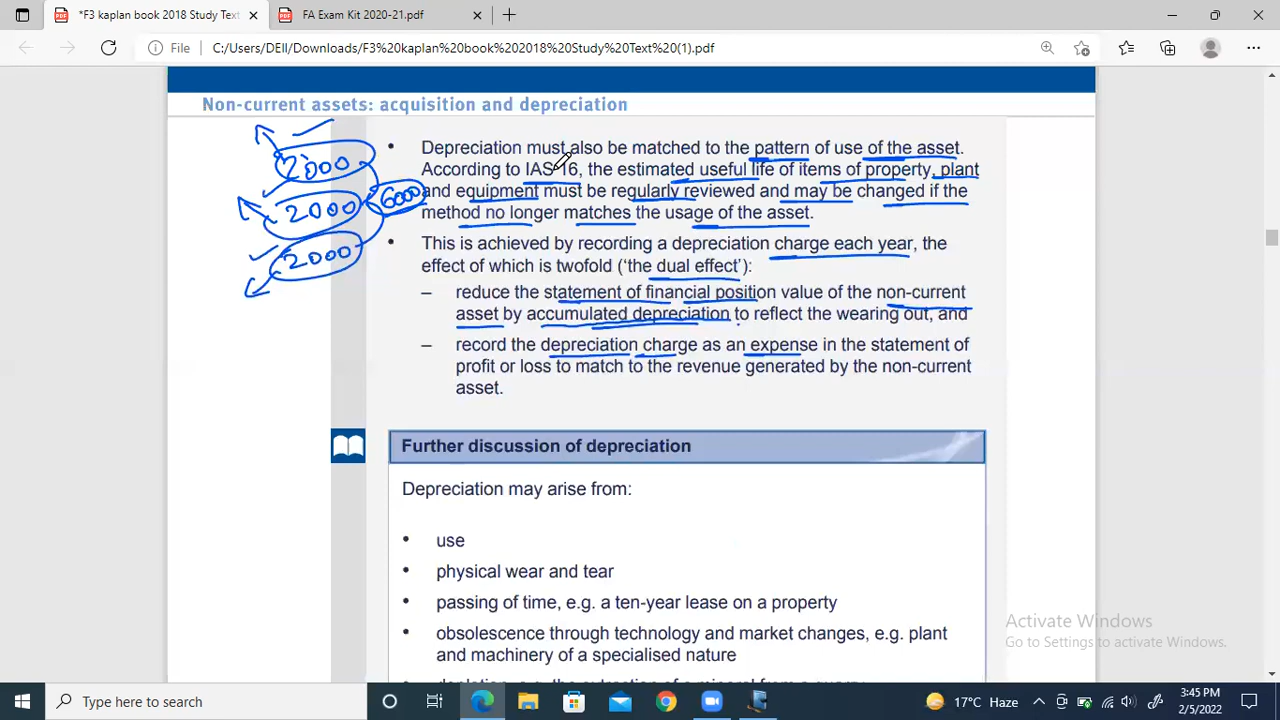 *F3 kaplan book 2018 Study Text
FA Exam Kit 2020-21.pdf
File
C:/Users/DEll/Downloads/F3%20kaplan%20book%202018%20Study%20Text%20(1).pdf
Non-current assets: acquisition and depreciation
2000
2000
2000
6000
• Depreciation must also be matched to the pattern of use of the asset.
According to IAS 16, the estimated useful life of items of property, plant
and equipment must be regularly reviewed and may be changed if the
method no longer matches the usage of the asset.
• This is achieved by recording a depreciation charge each year, the
effect of which is twofold ('the dual effect'):
– reduce the statement of financial position value of the non-current
asset by accumulated depreciation to reflect the wearing out, and
– record the depreciation charge as an expense in the statement of
profit or loss to match to the revenue generated by the non-current
asset.
Further discussion of depreciation
Depreciation may arise from:
• use
• physical wear and tear
• passing of time, e.g. a ten-year lease on a property
• obsolescence through technology and market changes, e.g. plant
and machinery of a specialised nature
Activate Windows
Go to Settings to activate Windows.
Type here to search
17°C Haze
3:45 PM
2/5/2022